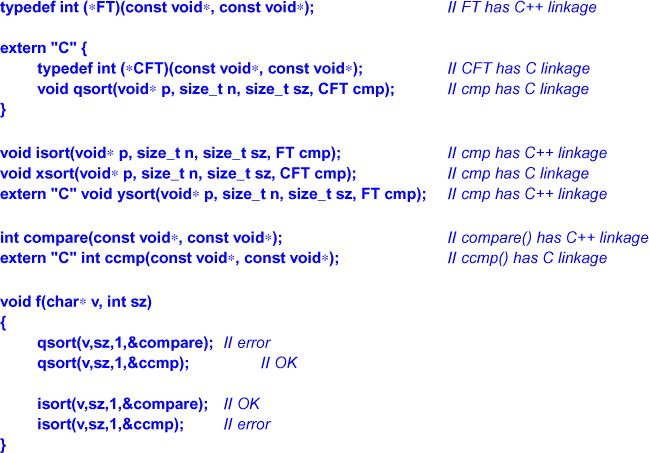 typedef int (*FT)(const void*, const void*); // FT has C++ linkage
extern "C" {
typedef int (*CFT)(const void*, const void*); // CFT has C linkage
void qsort(void* p, size_t n, size_t sz, CFT cmp); // cmp has C linkage
}
void isort(void* p, size_t n, size_t sz, FT cmp); // cmp has C++ linkage
void xsort(void* p, size_t n, size_t sz, CFT cmp); // cmp has C linkage
extern "C" void ysort(void* p, size_t n, size_t sz, FT cmp); // cmp has C++ linkage
int compare(const void*, const void*); // compare() has C++ linkage
extern "C" int ccmp(const void*, const void*); // ccmp() has C linkage
void f(char* v, int sz)
{
qsort(v,sz,1,&compare); // error
qsort(v,sz,1,&ccmp); // OK
isort(v,sz,1,&compare); // OK
isort(v,sz,1,&ccmp); // error
}